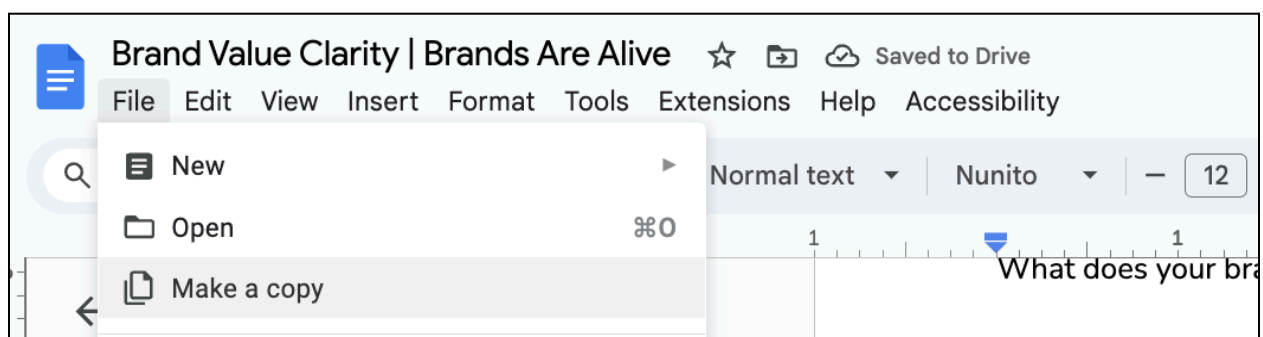 Brand Value Clarity | Brands Are Alive Saved to Drive
File Edit View Insert Format Tools Extensions Help Accessibility
New
Normal text Nunito 12
Open ⌘O
1 1
Make a copy
What does your